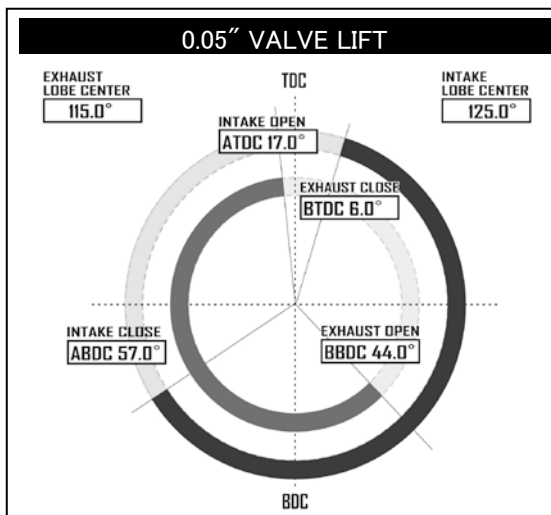 0.05″ VALVE LIFT
EXHAUST
LOBE CENTER
115.0°
TDC
INTAKE
LOBE CENTER
125.0°
INTAKE OPEN
ATDC 17.0°
EXHAUST CLOSE
BTDC 6.0°
INTAKE CLOSE
ABDC 57.0°
EXHAUST OPEN
BBDC 44.0°
BDC